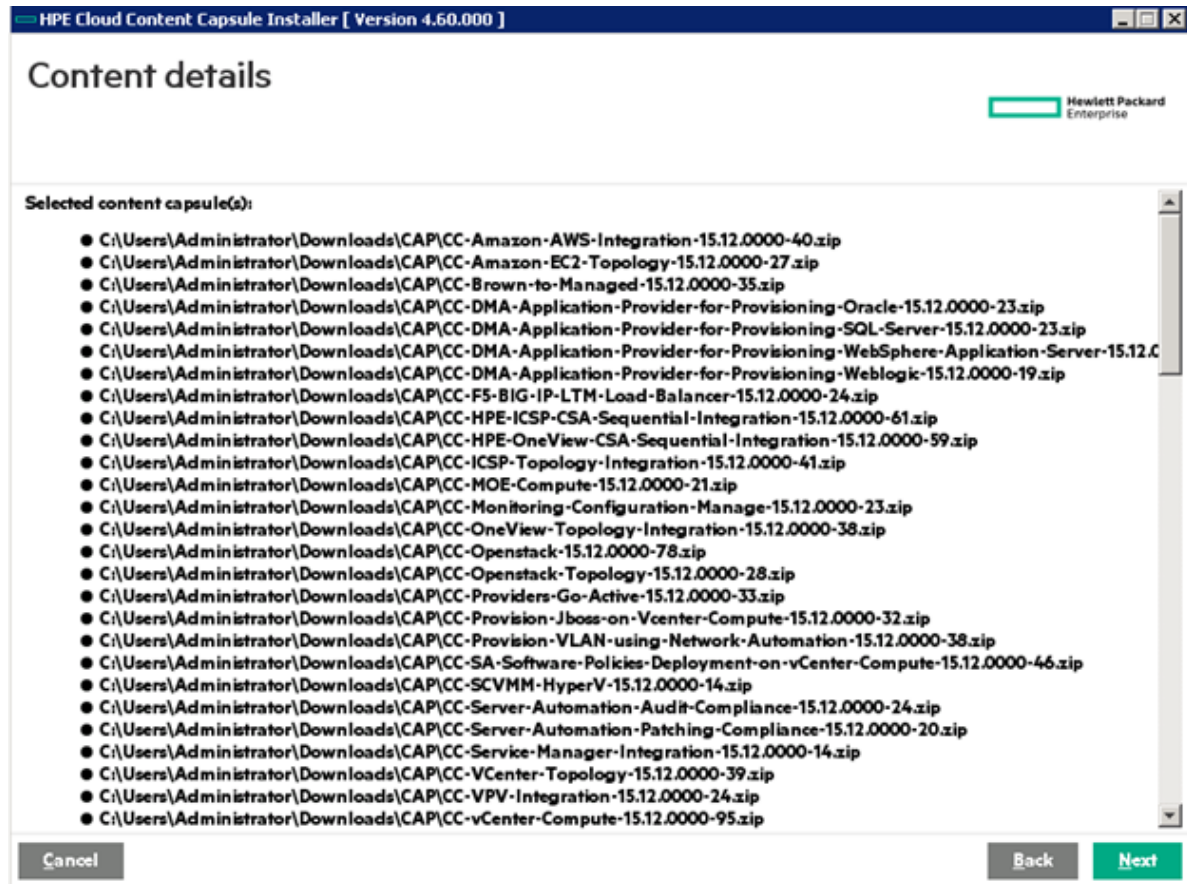 HPE Cloud Content Capsule Installer [ Version 4.60.000 ]
Content details
Hewlett Packard
Enterprise
Selected content capsule(s):
● C:\Users\Administrator\Downloads\CAP\CC-Amazon-AWS-Integration-15.12.0000-40.zip
● C:\Users\Administrator\Downloads\CAP\CC-Amazon-EC2-Topology-15.12.0000-27.zip
● C:\Users\Administrator\Downloads\CAP\CC-Brown-to-Managed-15.12.0000-35.zip
● C:\Users\Administrator\Downloads\CAP\CC-DMA-Application-Provider-for-Provisioning-Oracle-15.12.0000-23.zip
● C:\Users\Administrator\Downloads\CAP\CC-DMA-Application-Provider-for-Provisioning-SQL-Server-15.12.0000-23.zip
● C:\Users\Administrator\Downloads\CAP\CC-DMA-Application-Provider-for-Provisioning-WebSphere-Application-Server-15.12.0
● C:\Users\Administrator\Downloads\CAP\CC-DMA-Application-Provider-for-Provisioning-Weblogic-15.12.0000-19.zip
● C:\Users\Administrator\Downloads\CAP\CC-F5-BIG-IP-LTM-Load-Balancer-15.12.0000-24.zip
● C:\Users\Administrator\Downloads\CAP\CC-HPE-ICSP-CSA-Sequential-Integration-15.12.0000-61.zip
● C:\Users\Administrator\Downloads\CAP\CC-HPE-OneView-CSA-Sequential-Integration-15.12.0000-59.zip
● C:\Users\Administrator\Downloads\CAP\CC-ICSP-Topology-Integration-15.12.0000-41.zip
● C:\Users\Administrator\Downloads\CAP\CC-MOE-Compute-15.12.0000-21.zip
● C:\Users\Administrator\Downloads\CAP\CC-Monitoring-Configuration-Manage-15.12.0000-23.zip
● C:\Users\Administrator\Downloads\CAP\CC-OneView-Topology-Integration-15.12.0000-38.zip
● C:\Users\Administrator\Downloads\CAP\CC-Openstack-15.12.0000-78.zip
● C:\Users\Administrator\Downloads\CAP\CC-Openstack-Topology-15.12.0000-28.zip
● C:\Users\Administrator\Downloads\CAP\CC-Providers-Go-Active-15.12.0000-33.zip
● C:\Users\Administrator\Downloads\CAP\CC-Provision-Jboss-on-Vcenter-Compute-15.12.0000-32.zip
● C:\Users\Administrator\Downloads\CAP\CC-Provision-VLAN-using-Network-Automation-15.12.0000-38.zip
● C:\Users\Administrator\Downloads\CAP\CC-SA-Software-Policies-Deployment-on-vCenter-Compute-15.12.0000-46.zip
● C:\Users\Administrator\Downloads\CAP\CC-SCVMM-HyperV-15.12.0000-14.zip
● C:\Users\Administrator\Downloads\CAP\CC-Server-Automation-Audit-Compliance-15.12.0000-24.zip
● C:\Users\Administrator\Downloads\CAP\CC-Server-Automation-Patching-Compliance-15.12.0000-20.zip
● C:\Users\Administrator\Downloads\CAP\CC-Service-Manager-Integration-15.12.0000-14.zip
● C:\Users\Administrator\Downloads\CAP\CC-VCenter-Topology-15.12.0000-39.zip
● C:\Users\Administrator\Downloads\CAP\CC-VPV-Integration-15.12.0000-24.zip
● C:\Users\Administrator\Downloads\CAP\CC-vCenter-Compute-15.12.0000-95.zip
Cancel Back Next